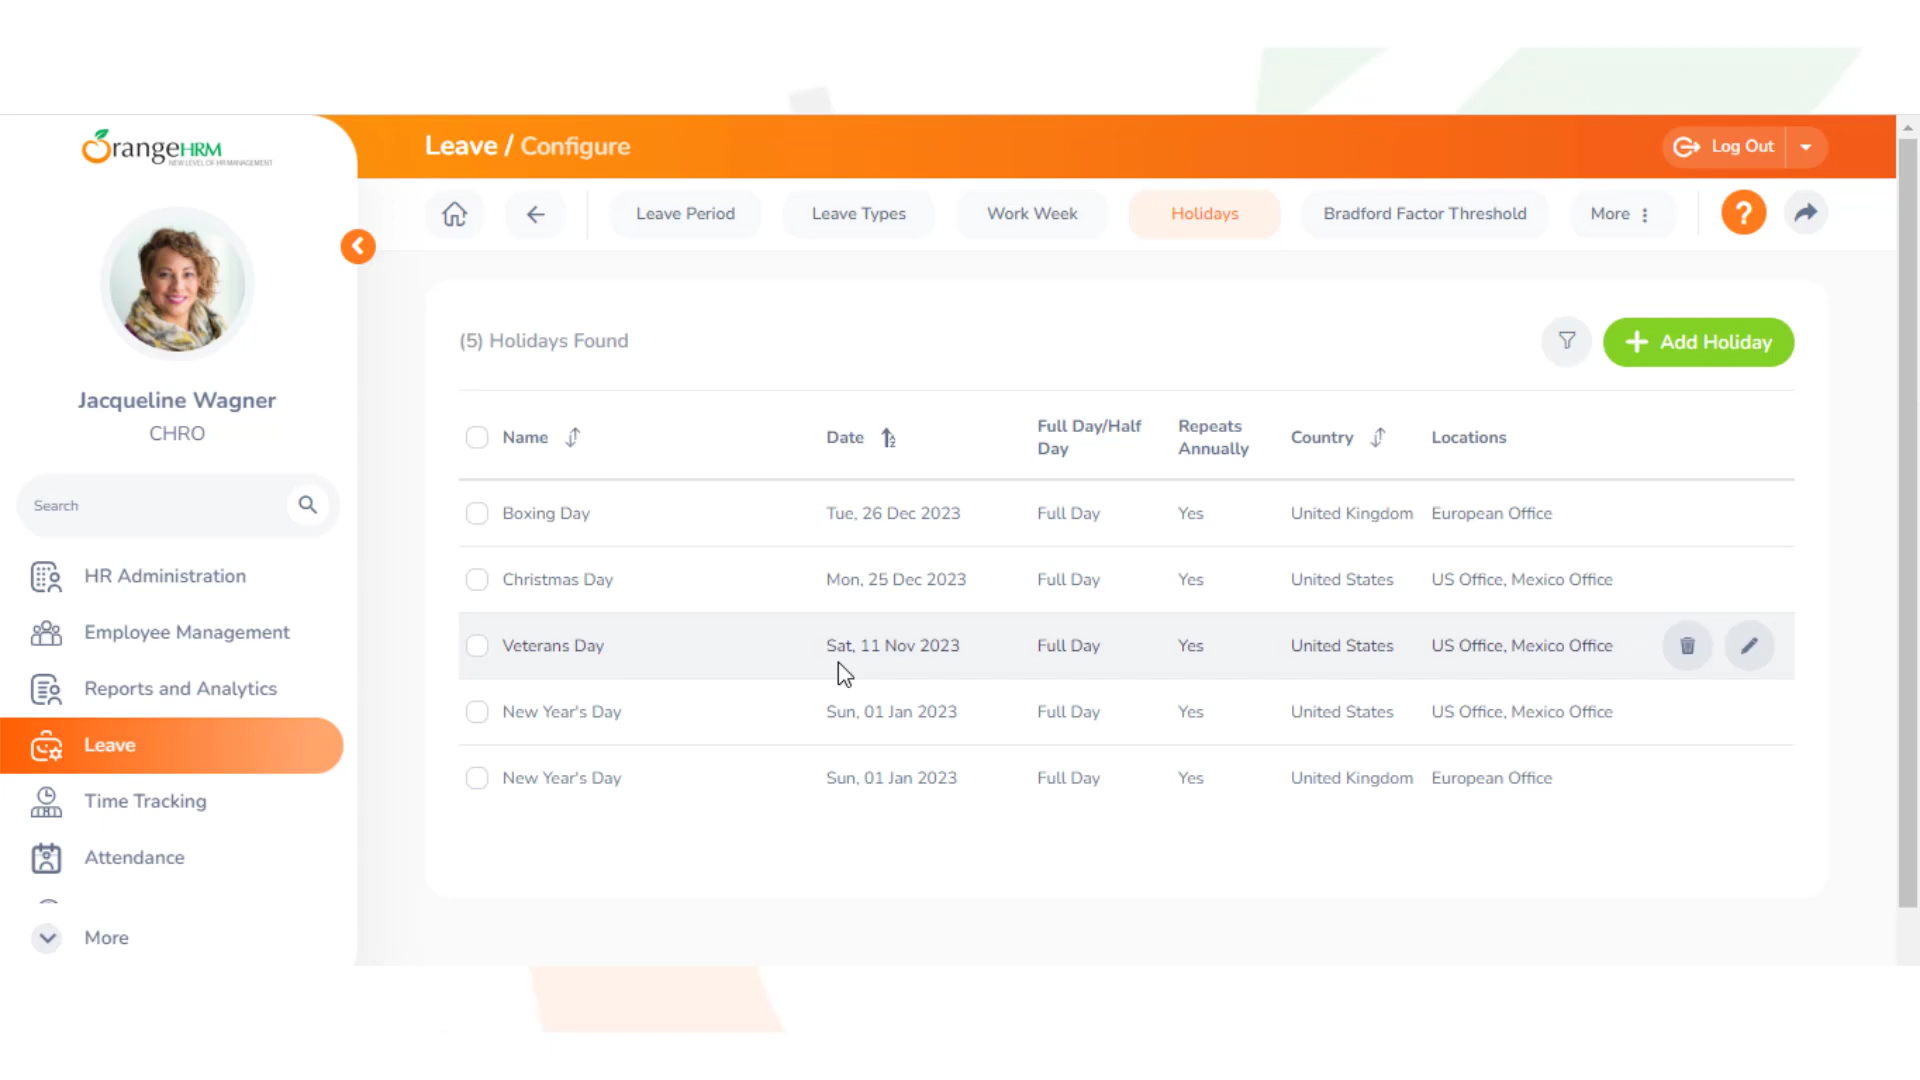 OrangeHRM
NEW LEVEL OF HR MANAGEMENT
Leave / Configure
Log Out
Leave Period
Leave Types
Work Week
Holidays
Bradford Factor Threshold
More
?
Jacqueline Wagner
CHRO
Search
HR Administration
Employee Management
Reports and Analytics
Leave
Time Tracking
Attendance
More
(5) Holidays Found
Add Holiday
Name Date Full Day/Half Day Repeats Annually Country Locations
Boxing Day Tue, 26 Dec 2023 Full Day Yes United Kingdom European Office
Christmas Day Mon, 25 Dec 2023 Full Day Yes United States US Office, Mexico Office
Veterans Day Sat, 11 Nov 2023 Full Day Yes United States US Office, Mexico Office
New Year's Day Sun, 01 Jan 2023 Full Day Yes United States US Office, Mexico Office
New Year's Day Sun, 01 Jan 2023 Full Day Yes United Kingdom European Office